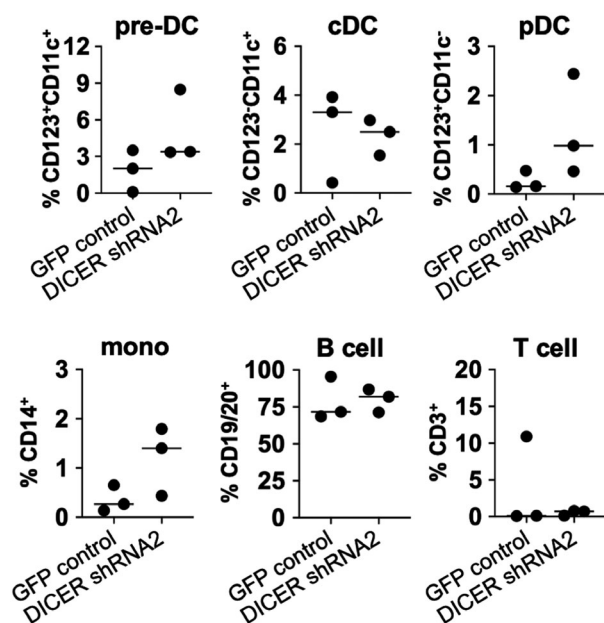 pre-DC
% CD123⁺CD11c⁺
12
9
6
3
0
GFP control
DICER shRNA2
cDC
% CD123⁻CD11c⁺
6
4
2
0
GFP control
DICER shRNA2
pDC
% CD123⁺CD11c⁻
3
2
1
0
GFP control
DICER shRNA2
mono
% CD14⁺
3
2
1
0
GFP control
DICER shRNA2
B cell
% CD19/20⁺
100
75
50
25
0
GFP control
DICER shRNA2
T cell
% CD3⁺
20
15
10
5
0
GFP control
DICER shRNA2